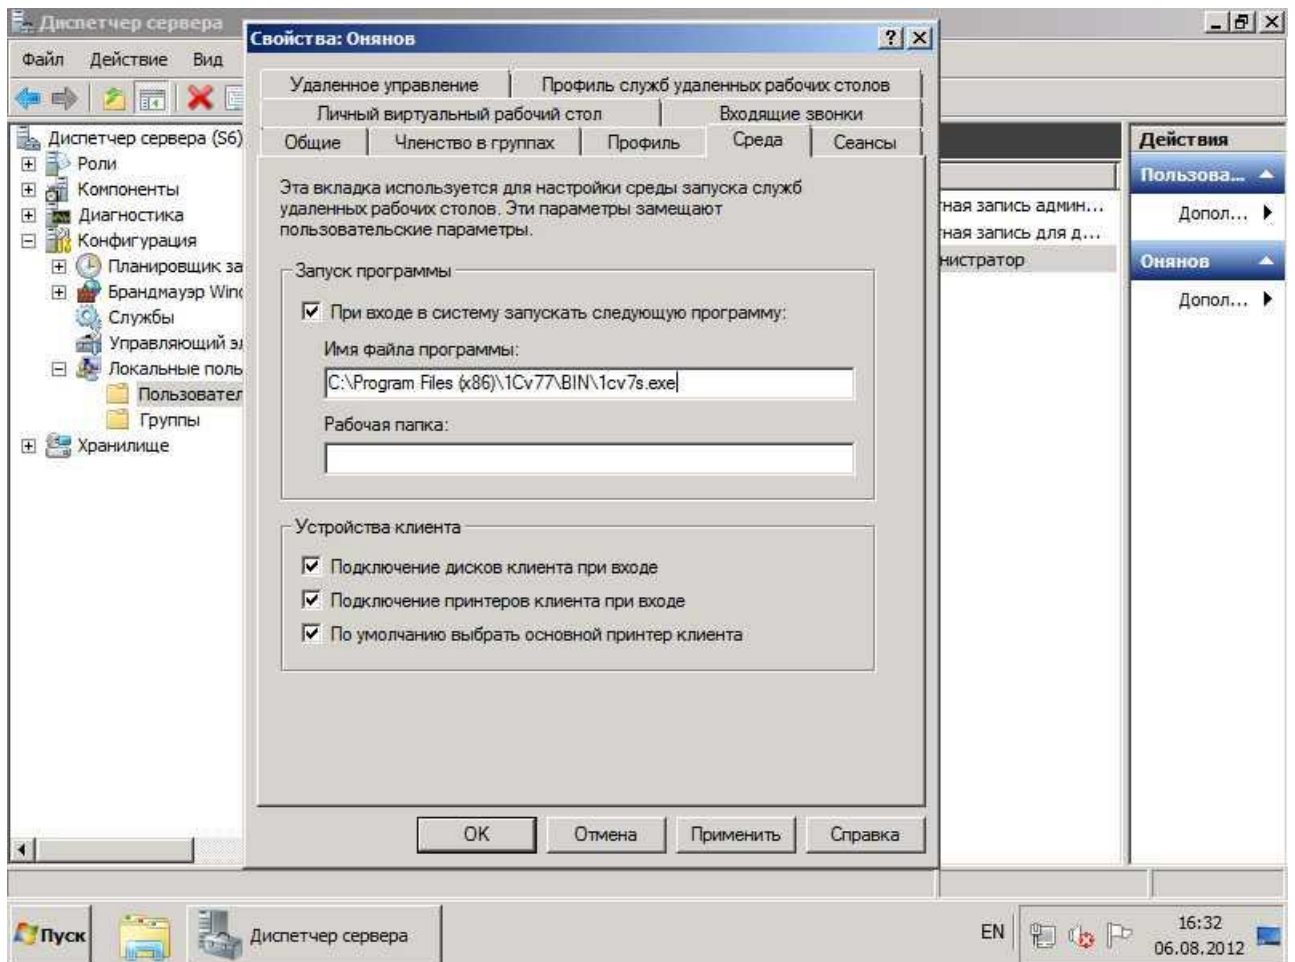 Диспетчер сервера
Файл Действие Вид
Диспетчер сервера (S6)
Роли
Компоненты
Диагностика
Конфигурация
Планировщик за
Брандмауэр Wind
Службы
Управляющий эл
Локальные поль
Пользовател
Группы
Хранилище
Свойства: Онянов
Удаленное управление
Профиль служб удаленных рабочих столов
Личный виртуальный рабочий стол
Входящие звонки
Общие
Членство в группах
Профиль
Среда
Сеансы
Эта вкладка используется для настройки среды запуска служб
удаленных рабочих столов. Эти параметры замещают
пользовательские параметры.
Запуск программы
При входе в систему запускать следующую программу:
Имя файла программы:
C:\Program Files (x86)\1Cv77\BIN\1cv7s.exe
Рабочая папка:
Устройства клиента
Подключение дисков клиента при входе
Подключение принтеров клиента при входе
По умолчанию выбрать основной принтер клиента
OK
Отмена
Применить
Справка
ная запись админ...
ная запись для д...
нистратор
Действия
Пользова...
Допол...
Онянов
Допол...
Пуск
Диспетчер сервера
EN
16:32
06.08.2012